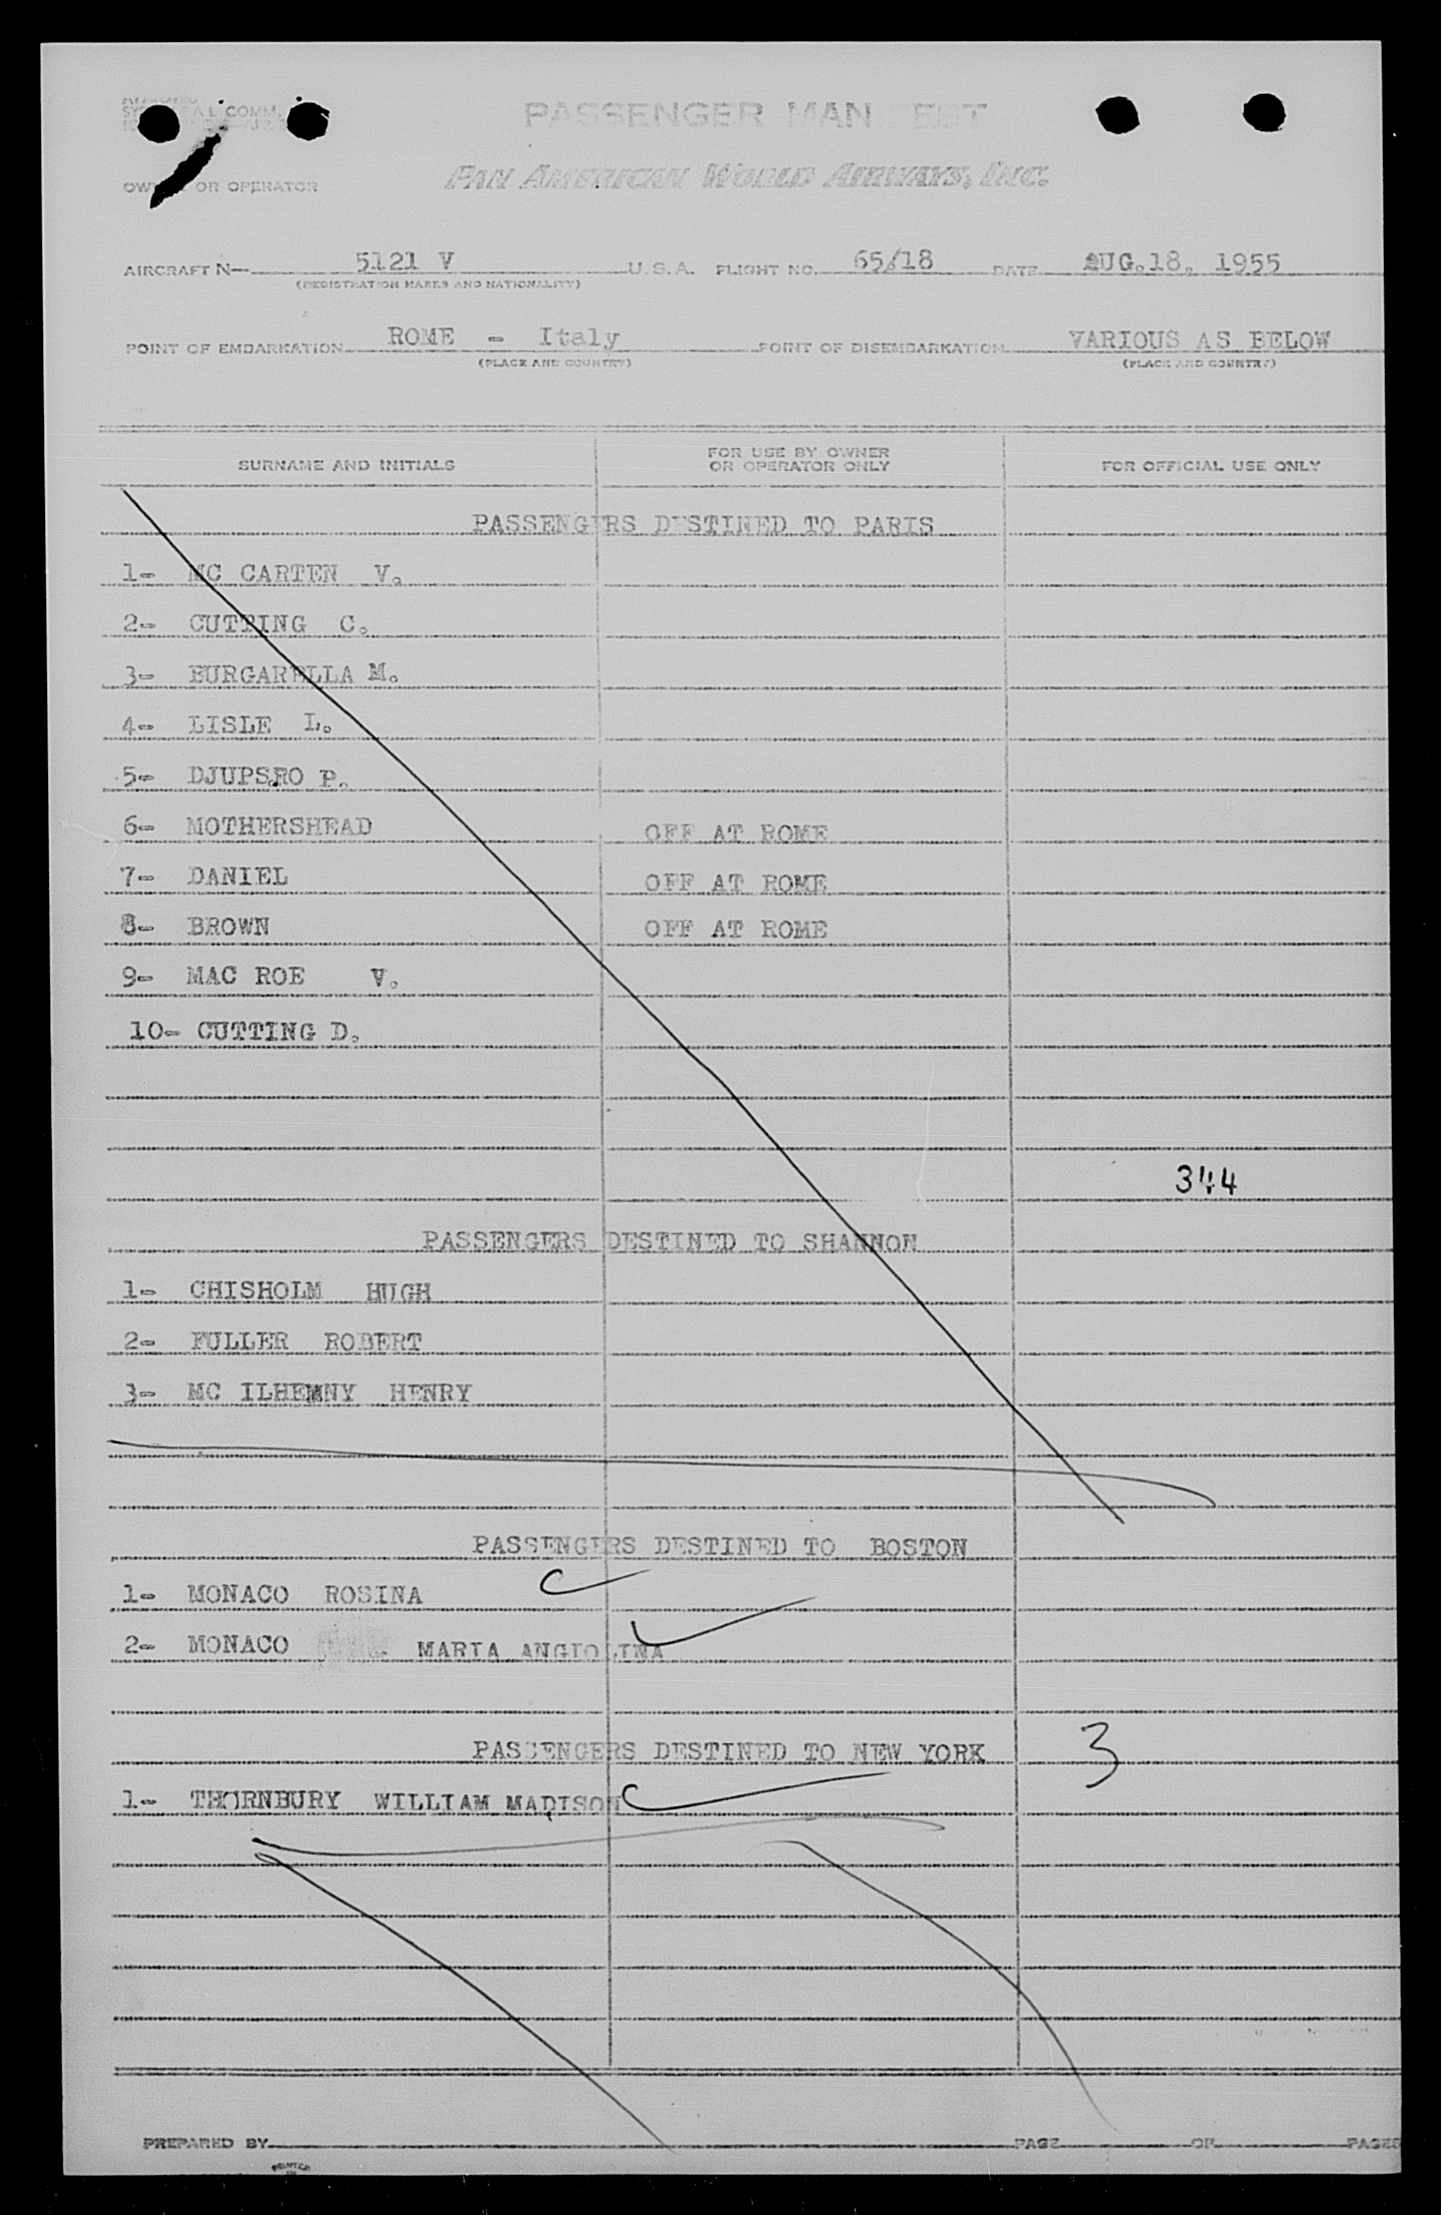 COMM.
PASSENGER MAN EST
PAN AMERICAN WORLD AIRWAYS, INC.
OR OPERATOR
AIRCRAFT N— 5121 V U.S.A. FLIGHT NO. 65/18 DATE AUG.18. 1955
(REGISTRATION MARKS AND NATIONALITY)
POINT OF EMBARKATION ROME - Italy POINT OF DISEMBARKATION VARIOUS AS BELOW
(PLACE AND COUNTRY) (PLACE AND COUNTRY)
SURNAME AND INITIALS FOR USE BY OWNER OR OPERATOR ONLY FOR OFFICIAL USE ONLY
PASSENGERS DESTINED TO PARIS
1- MC CARTEN V.
2- CUTTING C.
3- BURGARELLA M.
4- LISLE L.
5- DJUPSRO P.
6- MOTHERSHEAD OFF AT ROME
7- DANIEL OFF AT ROME
8- BROWN OFF AT ROME
9- MAC ROE V.
10- CUTTING D.
344
PASSENGERS DESTINED TO SHANNON
1- CHISHOLM HUGH
2- FULLER ROBERT
3- MC ILHEMNY HENRY
PASSENGERS DESTINED TO BOSTON
1- MONACO ROSINA
2- MONACO MARIA ANGIOLINA
PASSENGERS DESTINED TO NEW YORK 3
1- THORNBURY WILLIAM MADISON
PREPARED BY PAGE OF PAGES